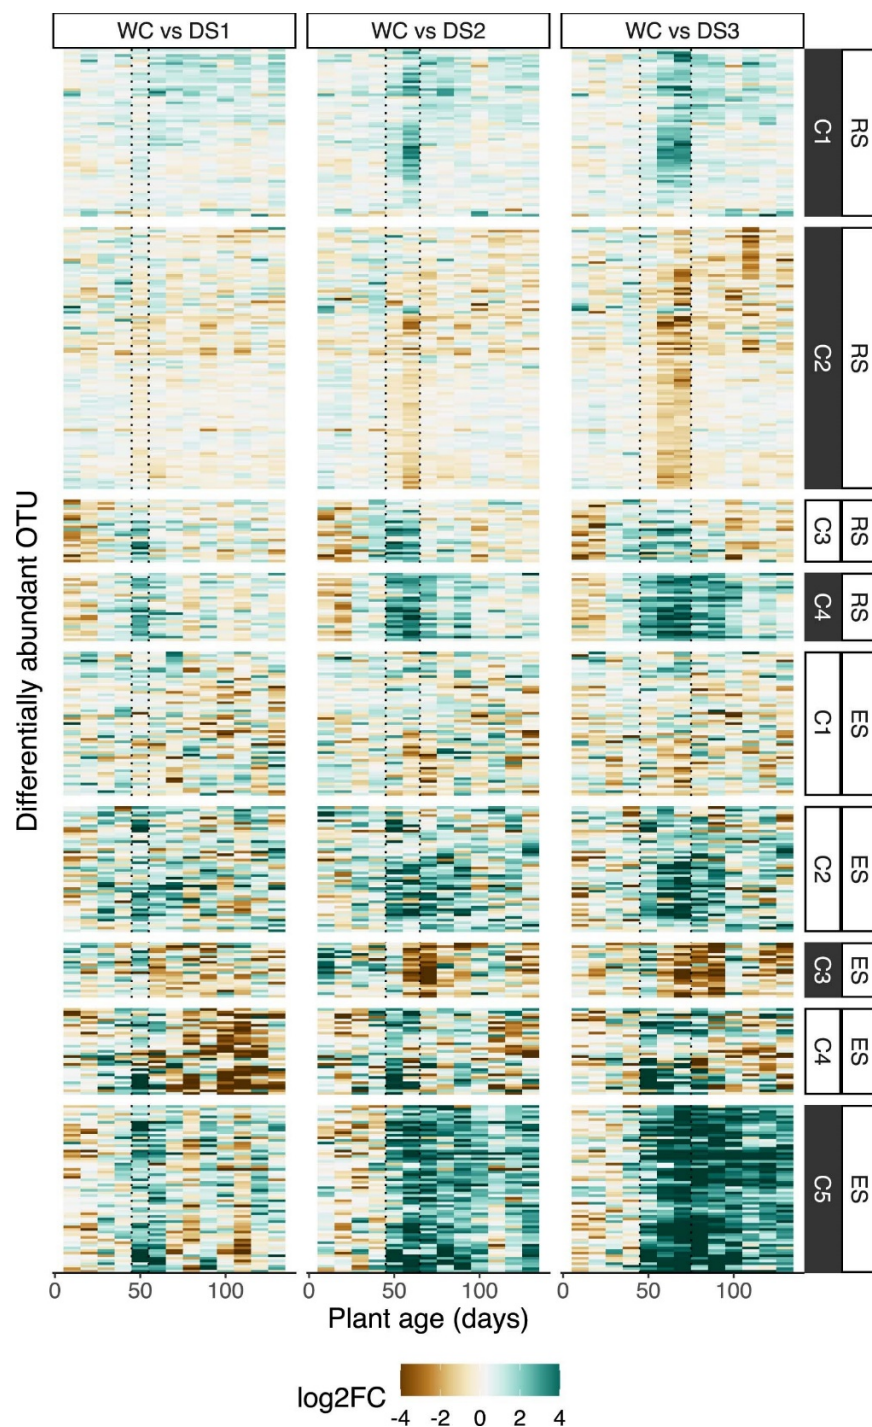 WC vs DS1
WC vs DS2
WC vs DS3
Differentially abundant OTU
C1 RS
C2 RS
C3 RS
C4 RS
C1 ES
C2 ES
C3 ES
C4 ES
C5 ES
0 50 100
0 50 100
0 50 100
Plant age (days)
log2FC
-4 -2 0 2 4